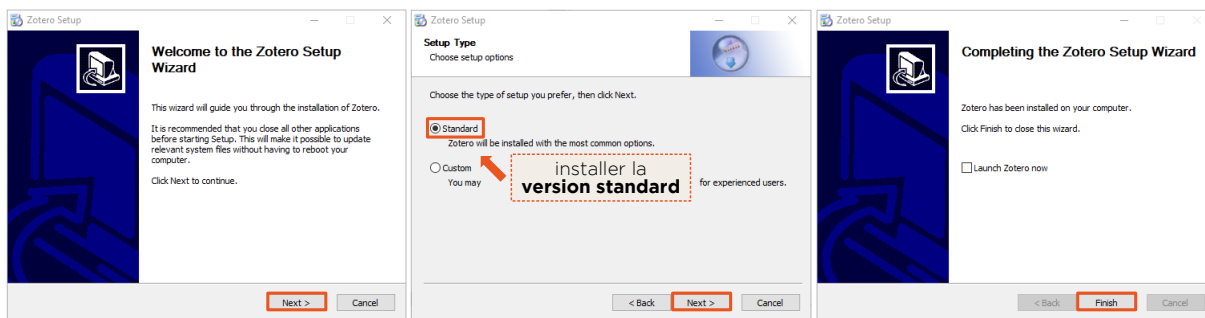 Zotero Setup
Welcome to the Zotero Setup
Wizard
This wizard will guide you through the installation of Zotero.
It is recommended that you close all other applications
before starting Setup. This will make it possible to update
relevant system files without having to reboot your
computer.
Click Next to continue.
Next >
Cancel
Zotero Setup
Setup Type
Choose setup options
Choose the type of setup you prefer, then click Next.
Standard
Zotero will be installed with the most common options.
Custom
You may
for experienced users.
installer la
version standard
< Back
Next >
Cancel
Zotero Setup
Completing the Zotero Setup Wizard
Zotero has been installed on your computer.
Click Finish to close this wizard.
Launch Zotero now
< Back
Finish
Cancel